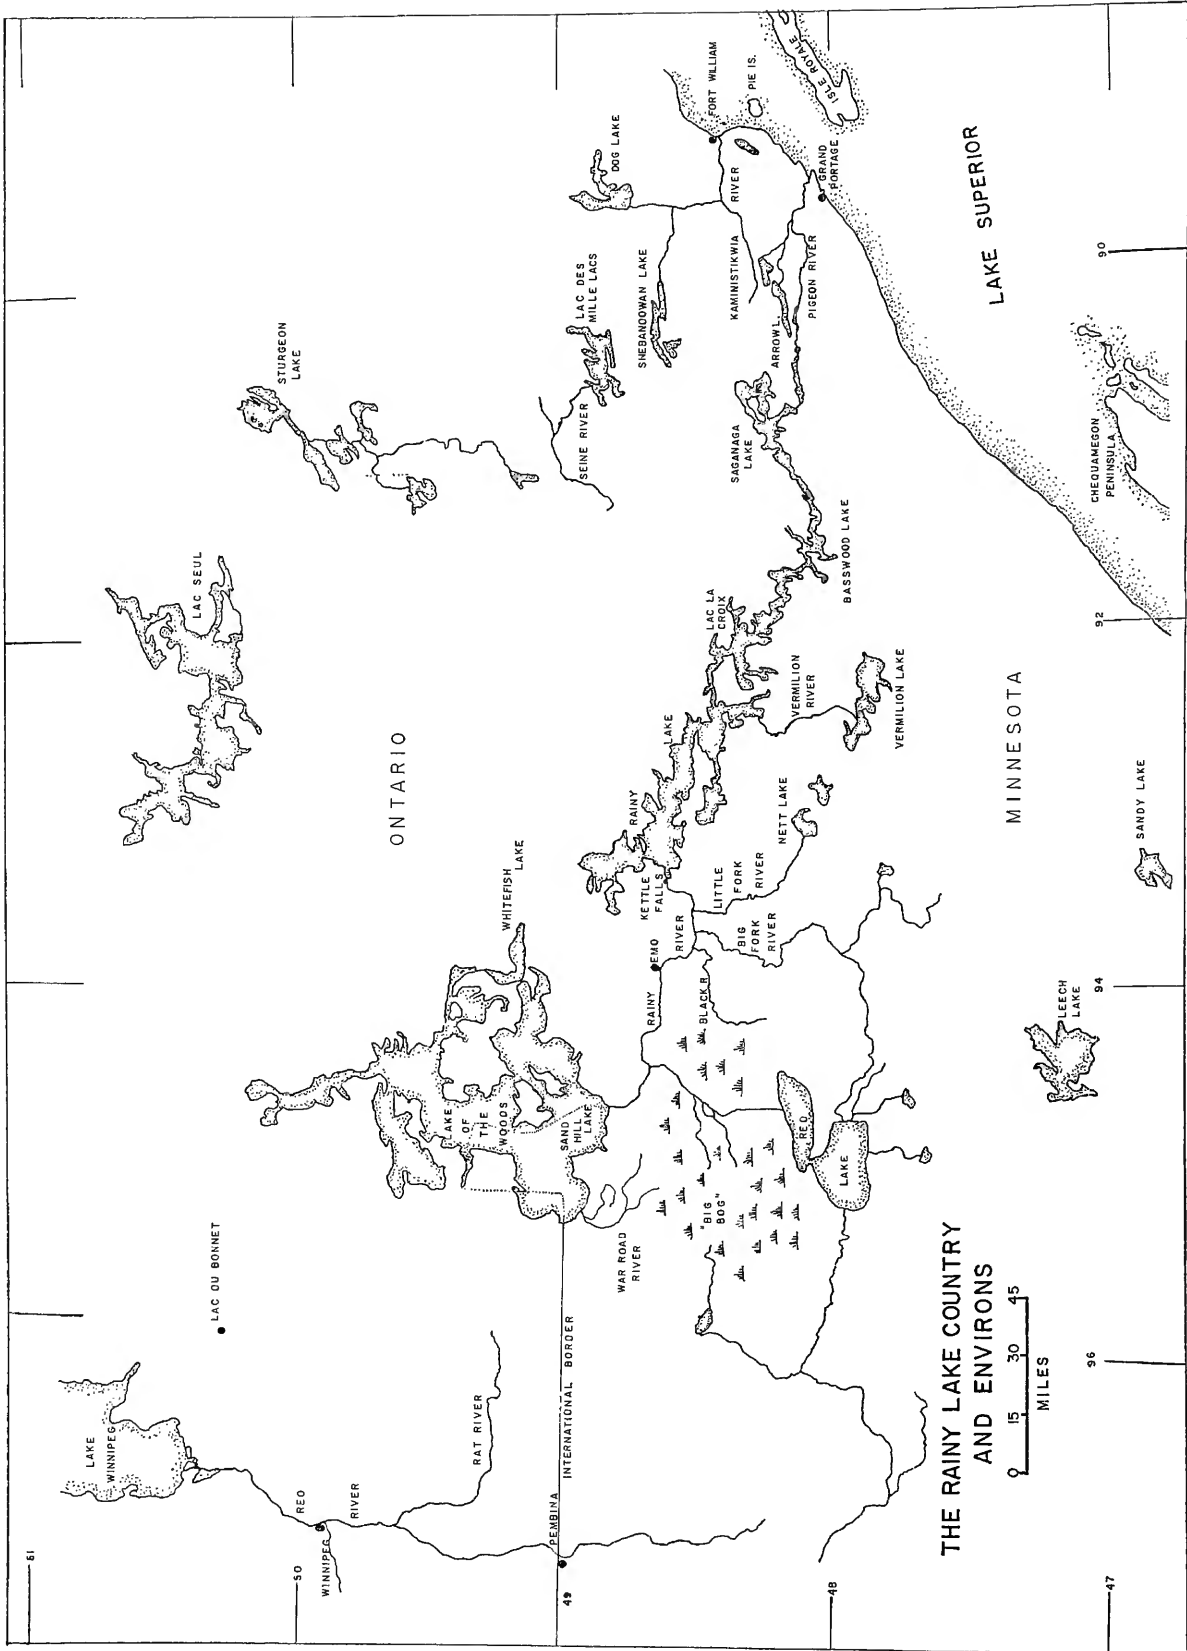 51
50
49
48
47
LAKE
WINNIPEG
LAC DU BONNET
REO
RIVER
WINNIPEG
RAT RIVER
PEMBINA
INTERNATIONAL BORDER
WAR ROAD
RIVER
LAKE
OF
THE
WOODS
SAND
HILL
LAKE
WHITEFISH
LAKE
LAC SEUL
STURGEON
LAKE
ONTARIO
SEINE RIVER
LAC DES
MILLE LACS
DOG LAKE
SNEBANDOWAN LAKE
KAMINISTIKWIA
RIVER
FORT WILLIAM
PIE IS.
ISLE ROYALE
GRAND
PORTAGE
PIGEON RIVER
ARROW L.
SAGANAGA
LAKE
BASSWOOD LAKE
LAC LA
CROIX
VERMILION
RIVER
VERMILION LAKE
RAINY
LAKE
KETTLE
FALLS
NETT LAKE
LITTLE
FORK
RIVER
BIG
FORK
RIVER
EMO
RAINY
RIVER
BLACK R.
"BIG
BOG"
RED
LAKE
MINNESOTA
LAKE SUPERIOR
CHEQUAMEGON
PENINSULA
SANDY LAKE
LEECH
LAKE
90
92
94
96
THE RAINY LAKE COUNTRY
AND ENVIRONS
0 15 30 45
MILES